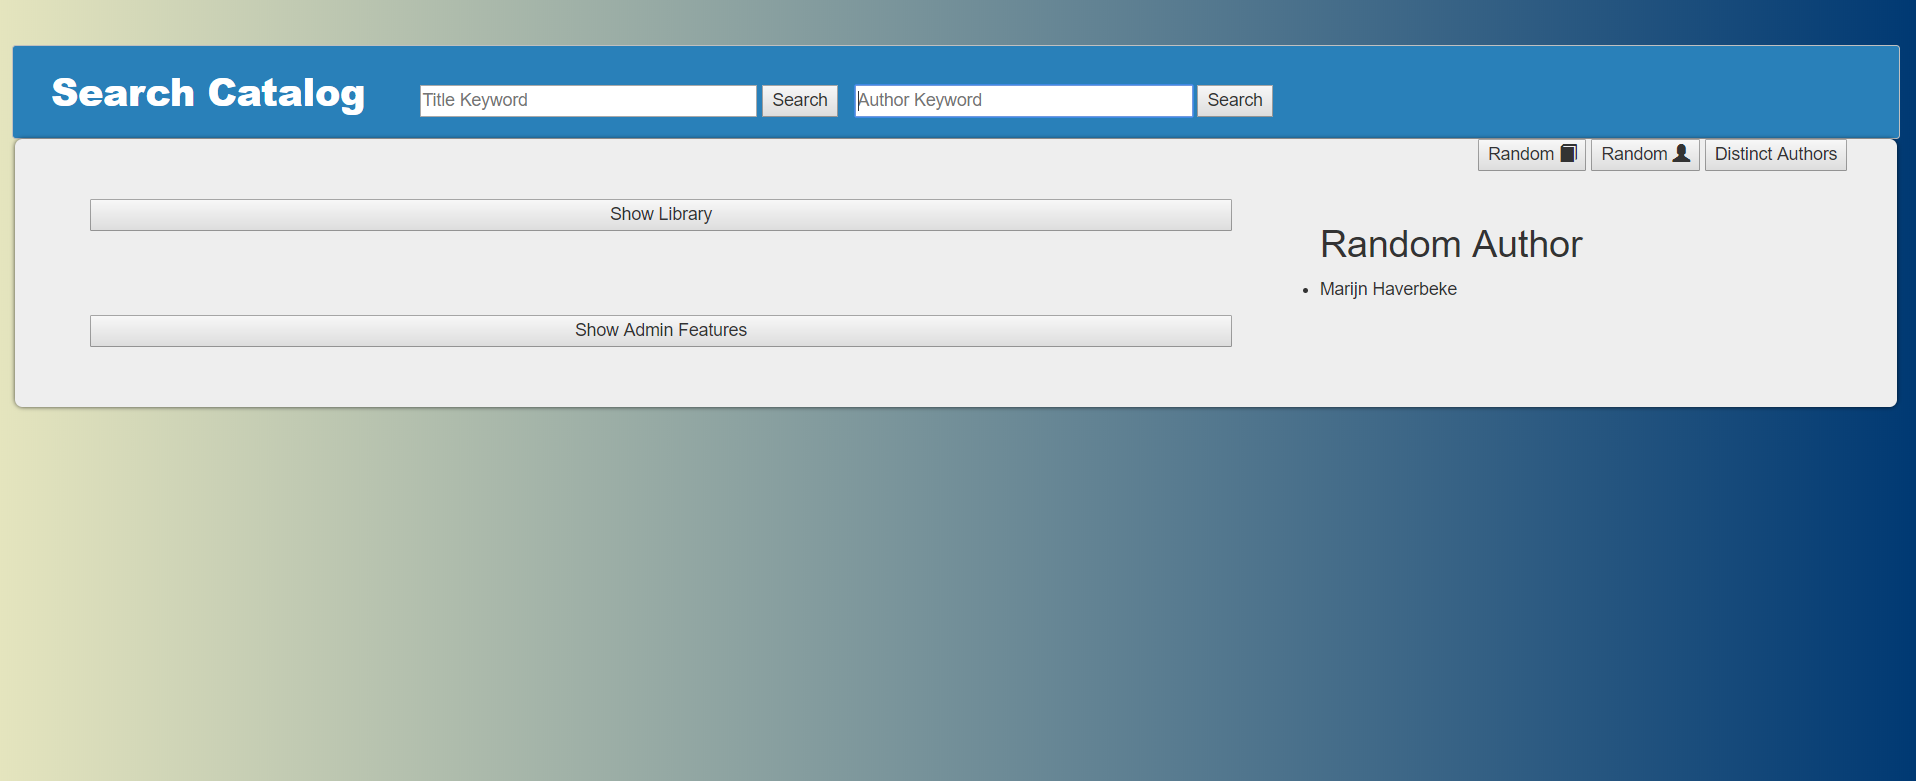 Search Catalog
Title Keyword Search Author Keyword Search
Random Random Distinct Authors
Show Library
Random Author
Marijn Haverbeke
Show Admin Features